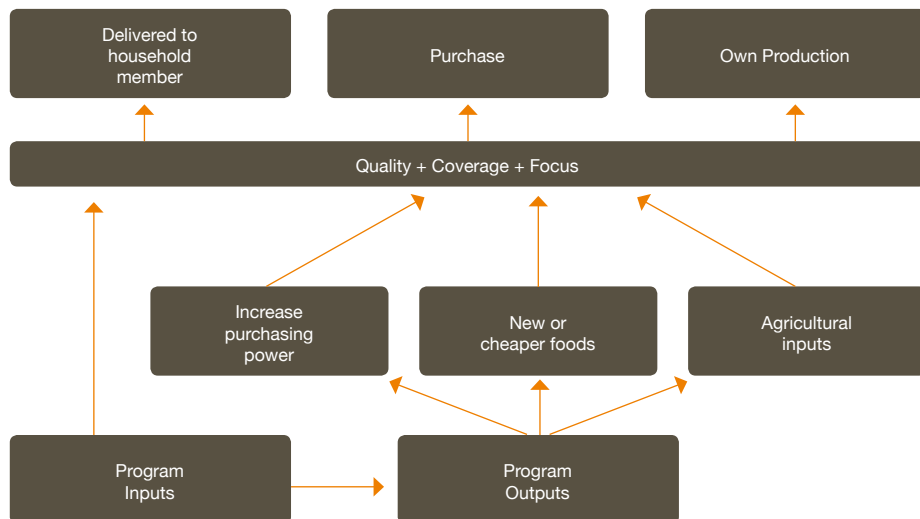 Delivered to
household
member
Purchase
Own Production
Quality + Coverage + Focus
Increase
purchasing
power
New or
cheaper foods
Agricultural
inputs
Program
Inputs
Program
Outputs